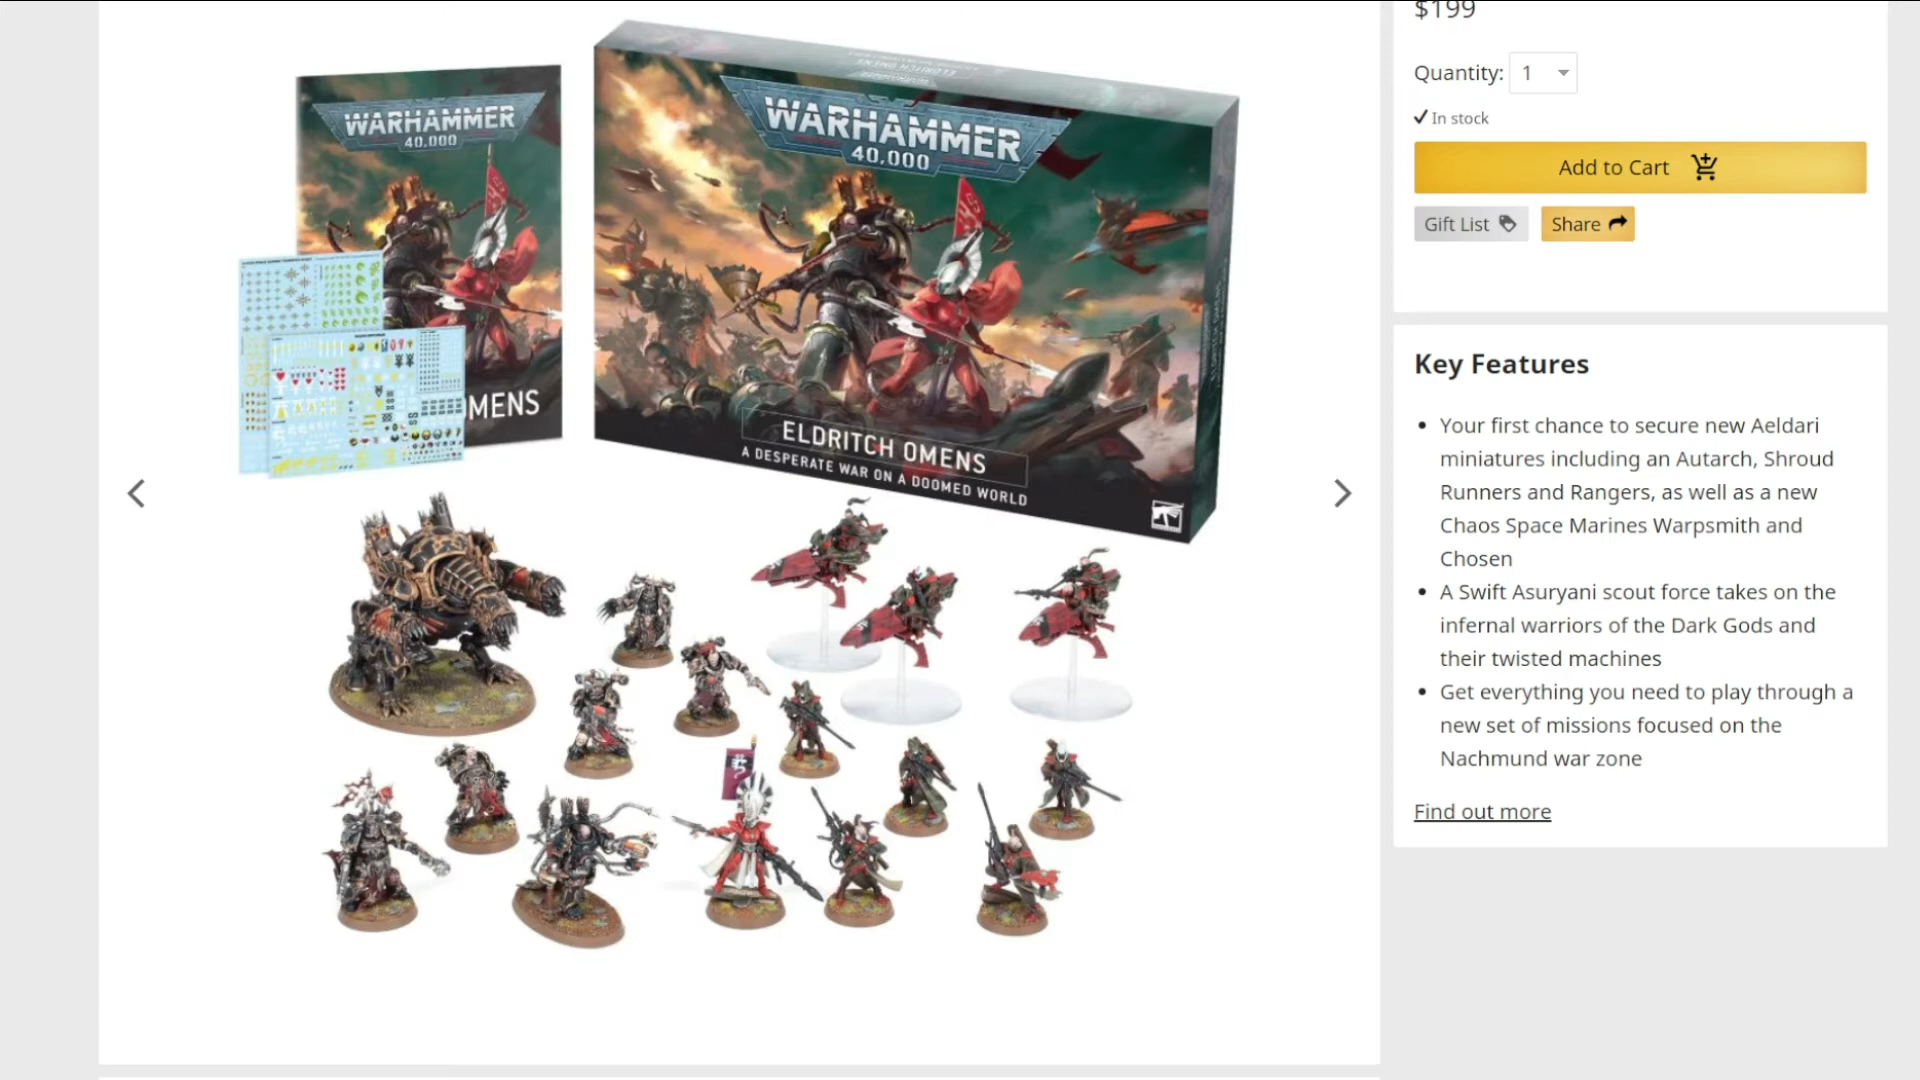 $199
Quantity: 1
In stock
Add to Cart
Gift List
Share
WARHAMMER
40,000
MENS
ELDRITCH OMENS
WARHAMMER
40,000
ELDRITCH OMENS
A DESPERATE WAR ON A DOOMED WORLD
Key Features
Your first chance to secure new Aeldari
miniatures including an Autarch, Shroud
Runners and Rangers, as well as a new
Chaos Space Marines Warpsmith and
Chosen
A Swift Asuryani scout force takes on the
infernal warriors of the Dark Gods and
their twisted machines
Get everything you need to play through a
new set of missions focused on the
Nachmund war zone
Find out more